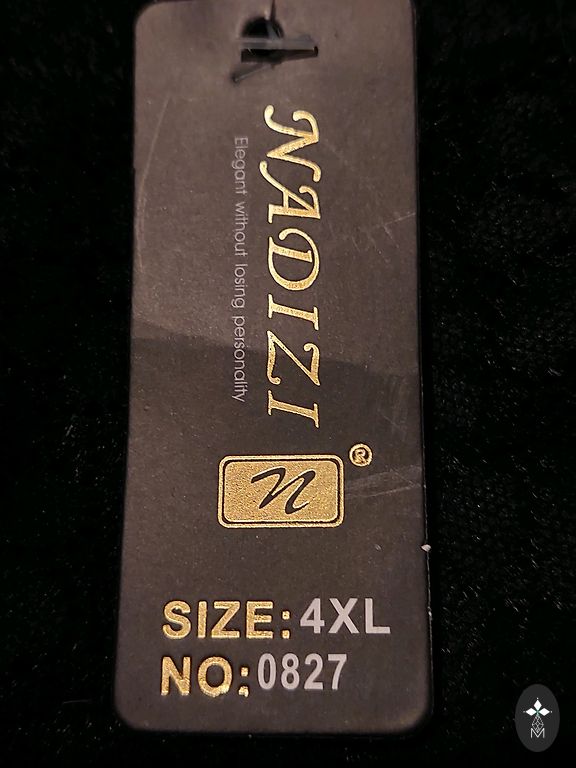 NADIZI
Elegant without losing personality
n
®
SIZE: 4XL
NO: 0827
M